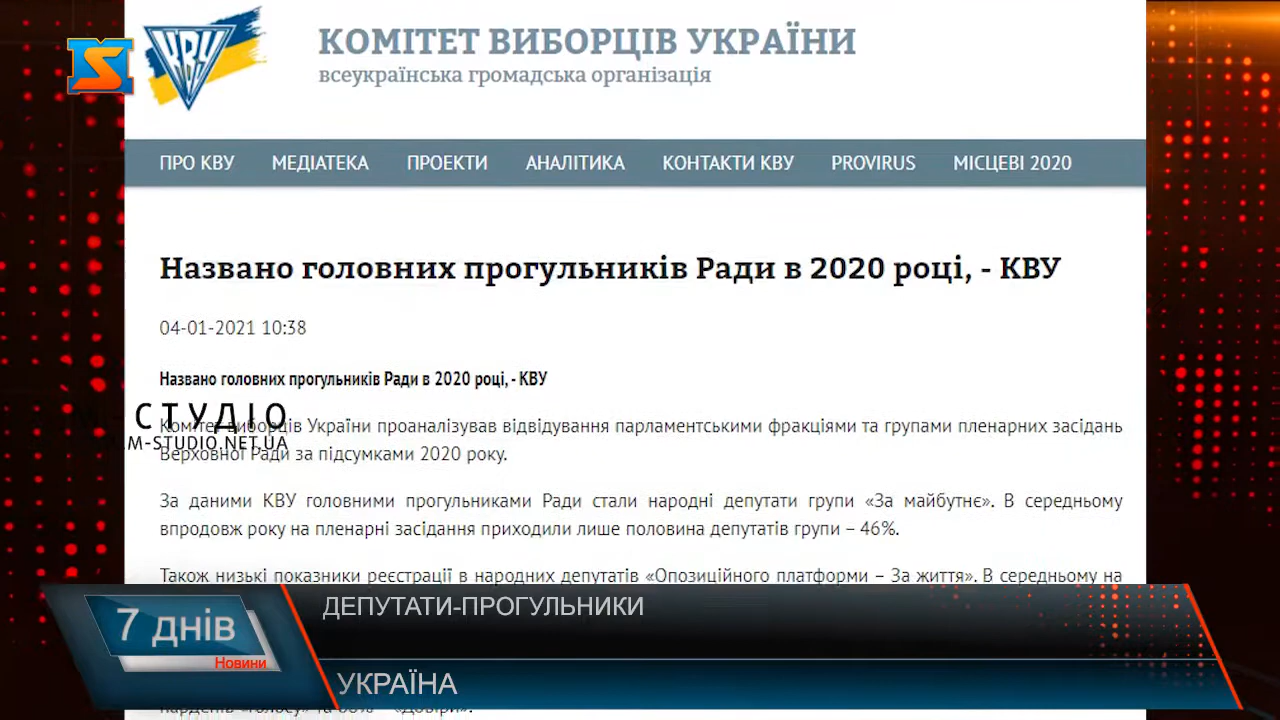 КВУ
КОМІТЕТ ВИБОРЦІВ УКРАЇНИ
всеукраїнська громадська організація
ПРО КВУ МЕДІАТЕКА ПРОЕКТИ АНАЛІТИКА КОНТАКТИ КВУ PROVIRUS МІСЦЕВІ 2020
Названо головних прогульників Ради в 2020 році, - КВУ
04-01-2021 10:38
Названо головних прогульників Ради в 2020 році, - КВУ
СТУДІО
M-STUDIO.NET.UA
Комітет виборців України проаналізував відвідування парламентськими фракціями та групами пленарних засідань
Верховної Ради за підсумками 2020 року.
За даними КВУ головними прогульниками Ради стали народні депутати групи «За майбутнє». В середньому
впродовж року на пленарні засідання приходили лише половина депутатів групи – 46%.
Також низькі показники реєстрації в народних депутатів «Опозиційного платформи – За життя». В середньому на
7 днів
Новини
ДЕПУТАТИ-ПРОГУЛЬНИКИ
УКРАЇНА